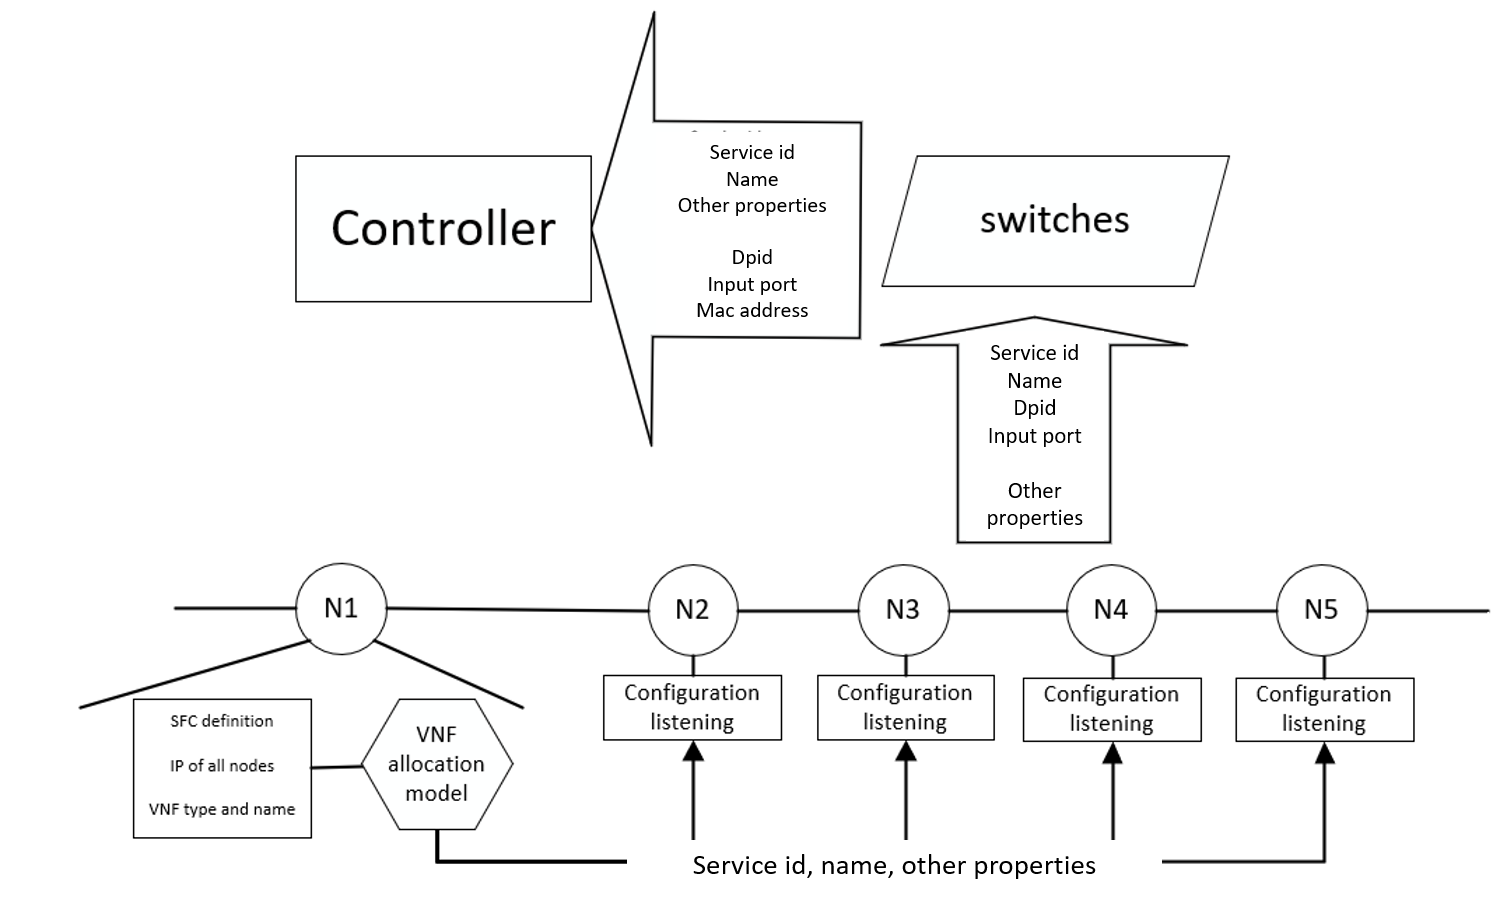 Controller
Service id
Name
Other properties
Dpid
Input port
Mac address
switches
Service id
Name
Dpid
Input port
Other
properties
N1
N2
N3
N4
N5
SFC definition
IP of all nodes
VNF type and name
VNF
allocation
model
Configuration
listening
Configuration
listening
Configuration
listening
Configuration
listening
Service id, name, other properties